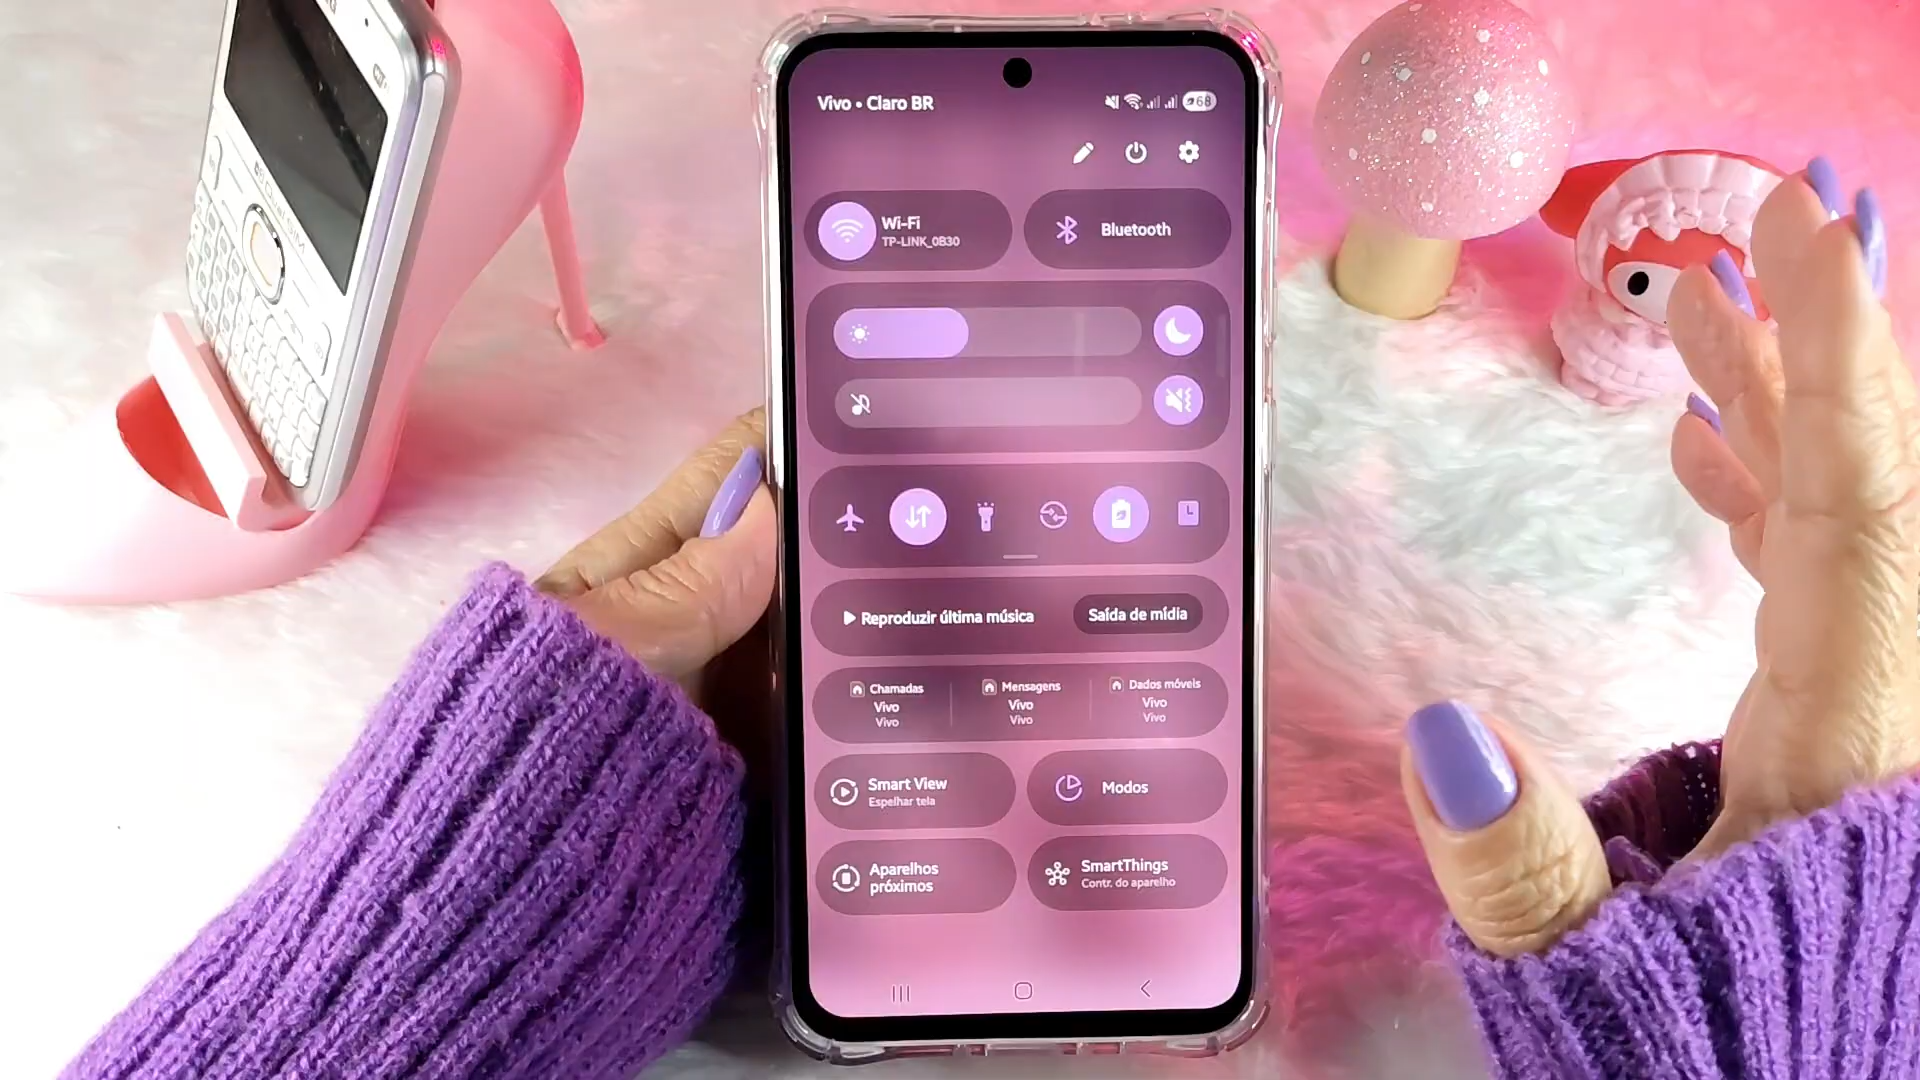 Vivo • Claro BR
68
Wi-Fi
TP-LINK_0B30
Bluetooth
Reproduzir última música
Saída de mídia
Chamadas
Vivo
Vivo
Mensagens
Vivo
Vivo
Dados móveis
Vivo
Vivo
Smart View
Espelhar tela
Modos
Aparelhos
próximos
SmartThings
Contr. do aparelho